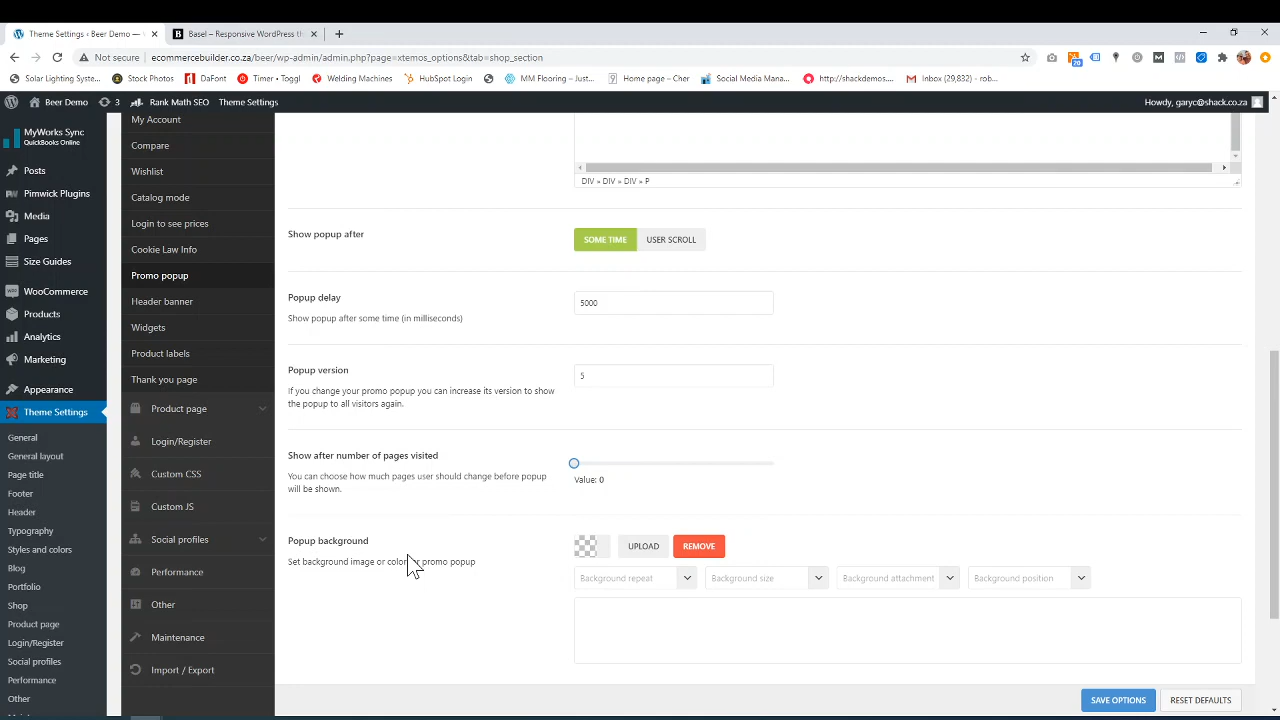 Theme Settings ‹ Beer Demo —
Basel – Responsive WordPress th
Not secure
ecommercebuilder.co.za/beer/wp-admin/admin.php?page=xtemos_options&tab=shop_section
20
Solar Lighting Syste...
Stock Photos
DaFont
Timer • Toggl
Welding Machines
HubSpot Login
MM Flooring – Just...
Home page – Cher
Social Media Mana...
http://shackdemos....
Inbox (29,832) - rob...
Beer Demo
3
Rank Math SEO
Theme Settings
Howdy, garyc@shack.co.za
MyWorks Sync
QuickBooks Online
Posts
Pimwick Plugins
Media
Pages
Size Guides
WooCommerce
Products
Analytics
Marketing
Appearance
Theme Settings
General
General layout
Page title
Footer
Header
Typography
Styles and colors
Blog
Portfolio
Shop
Product page
Login/Register
Social profiles
Performance
Other
My Account
Compare
Wishlist
Catalog mode
Login to see prices
Cookie Law Info
Promo popup
Header banner
Widgets
Product labels
Thank you page
Product page
Login/Register
Custom CSS
Custom JS
Social profiles
Performance
Other
Maintenance
Import / Export
DIV » DIV » DIV » P
Show popup after
SOME TIME
USER SCROLL
Popup delay
Show popup after some time (in milliseconds)
5000
Popup version
If you change your promo popup you can increase its version to show
the popup to all visitors again.
5
Show after number of pages visited
You can choose how much pages user should change before popup
will be shown.
Value: 0
Popup background
Set background image or color for promo popup
UPLOAD
REMOVE
Background repeat
Background size
Background attachment
Background position
SAVE OPTIONS
RESET DEFAULTS